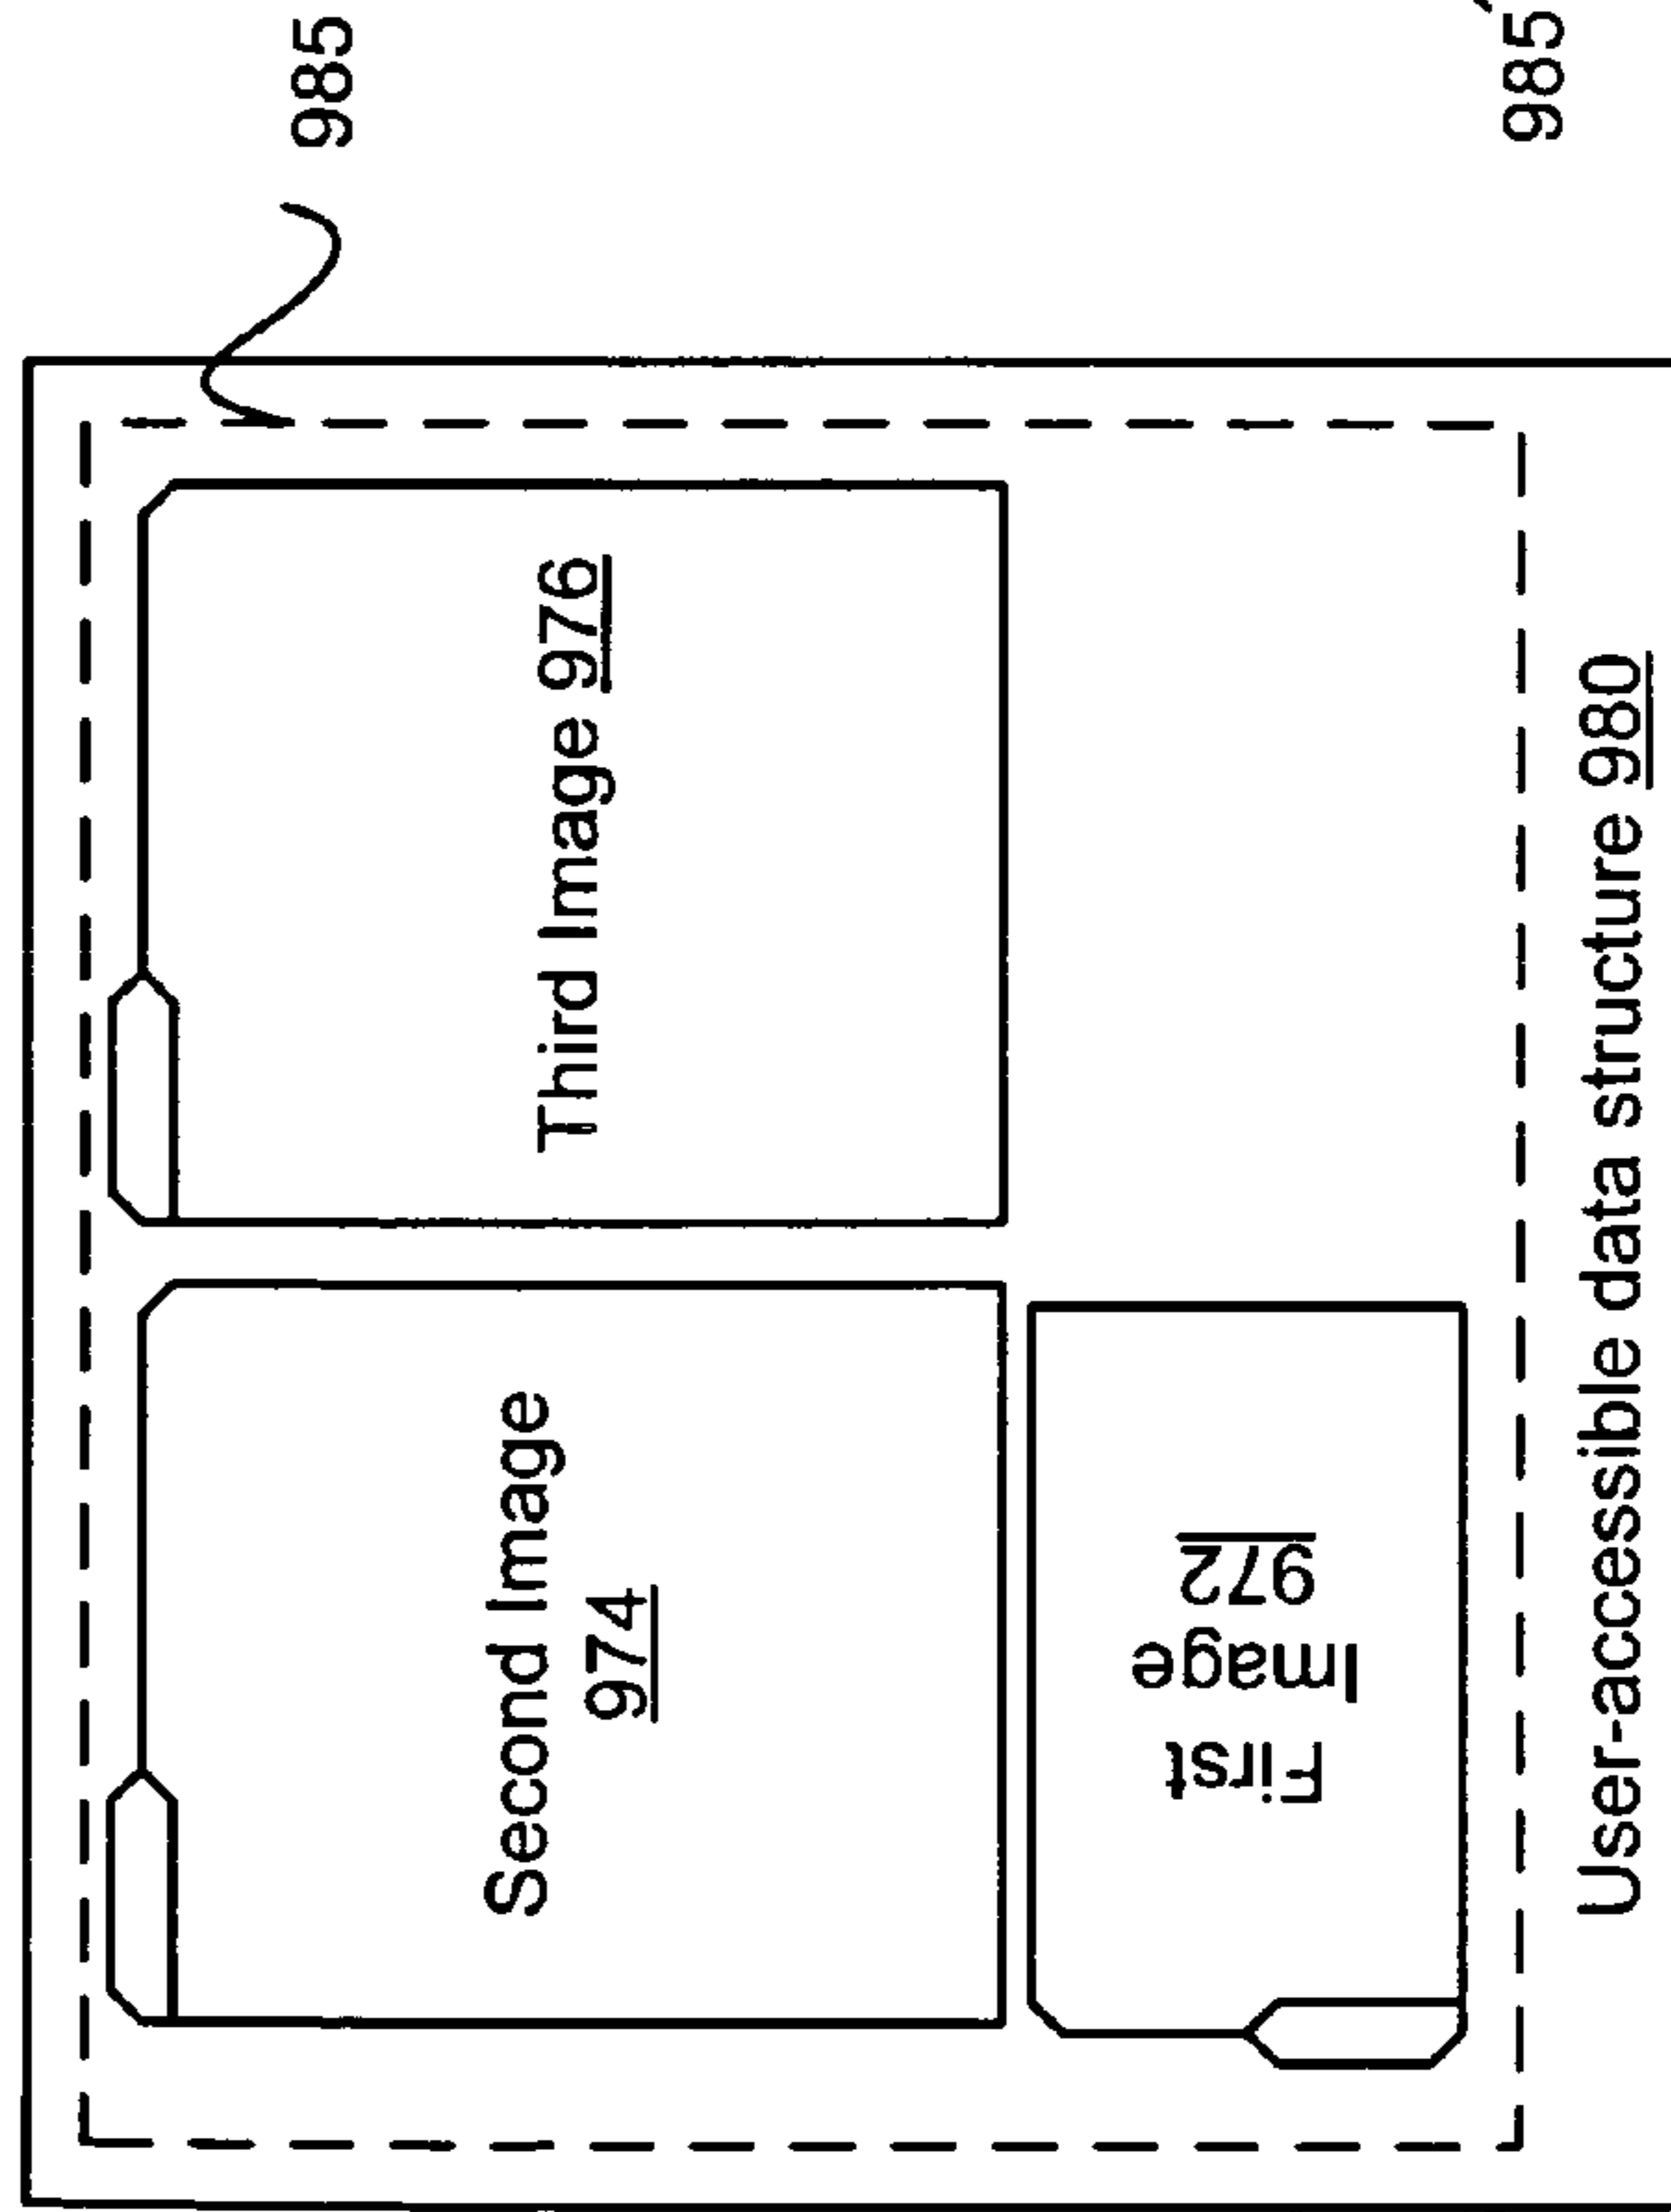 985
Second Image
974
Third Image 976
First
Image
972
User-accessible data structure 980
985